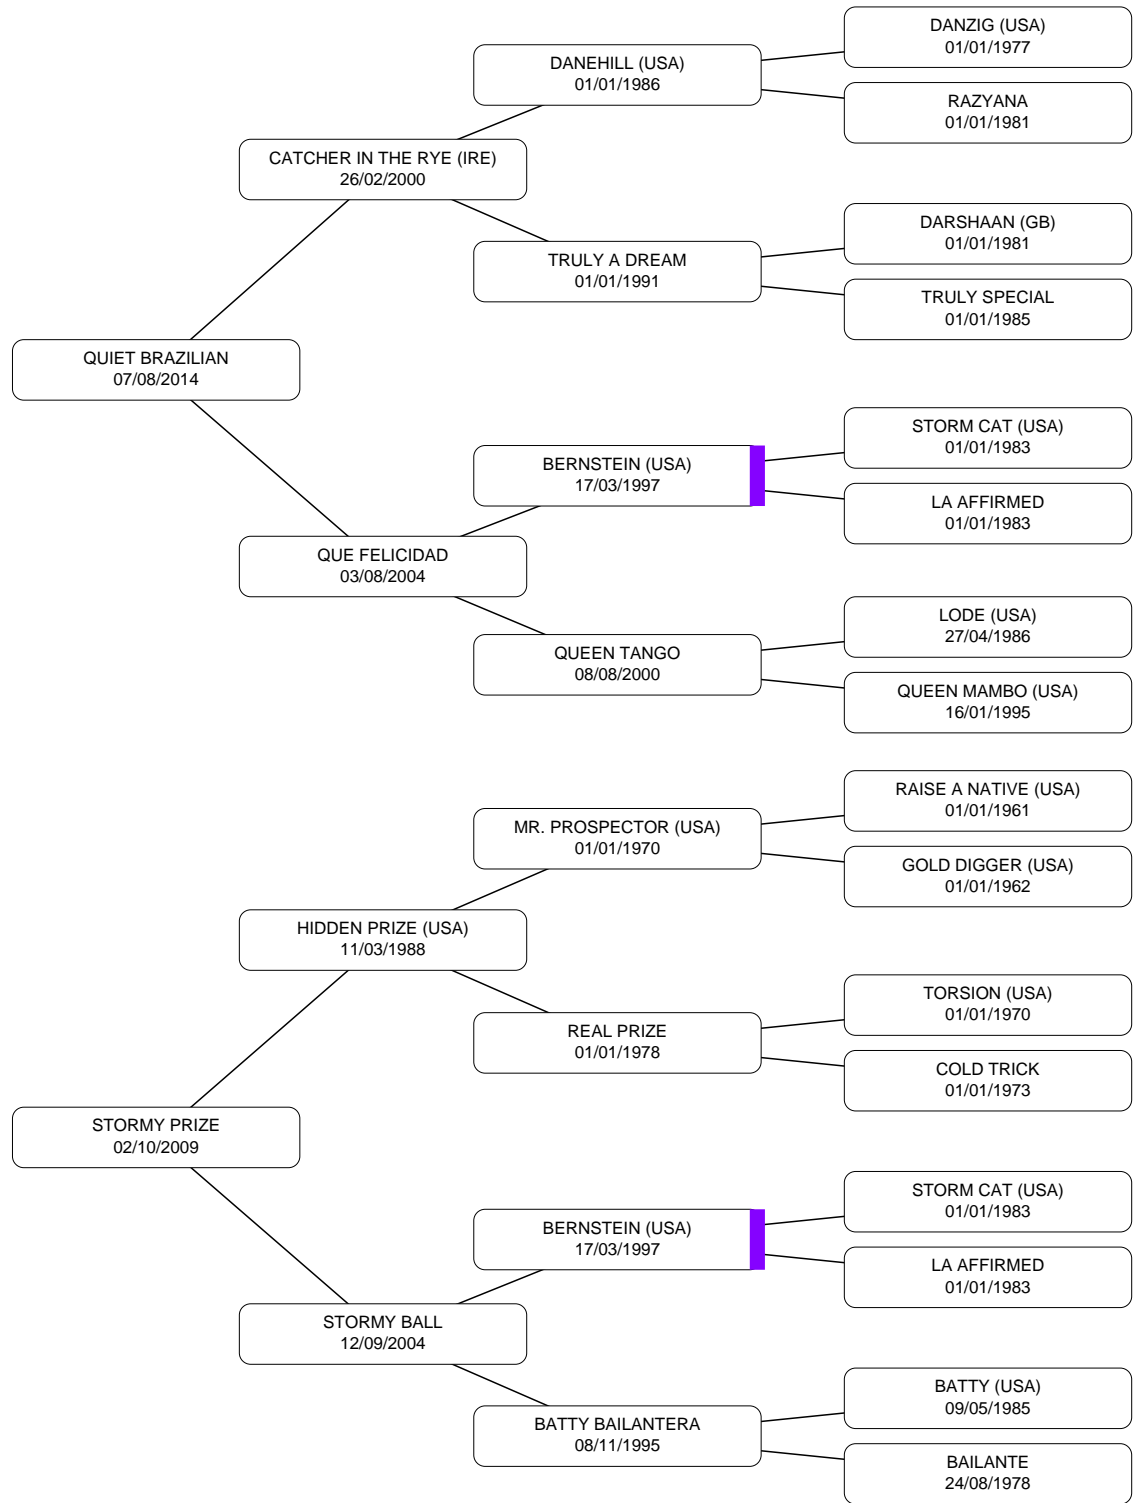 DANZIG (USA)
01/01/1977
DANEHILL (USA)
01/01/1986
RAZYANA
01/01/1981
CATCHER IN THE RYE (IRE)
26/02/2000
DARSHAAN (GB)
01/01/1981
TRULY A DREAM
01/01/1991
TRULY SPECIAL
01/01/1985
QUIET BRAZILIAN
07/08/2014
STORM CAT (USA)
01/01/1983
BERNSTEIN (USA)
17/03/1997
LA AFFIRMED
01/01/1983
QUE FELICIDAD
03/08/2004
LODE (USA)
27/04/1986
QUEEN TANGO
08/08/2000
QUEEN MAMBO (USA)
16/01/1995
RAISE A NATIVE (USA)
01/01/1961
MR. PROSPECTOR (USA)
01/01/1970
GOLD DIGGER (USA)
01/01/1962
HIDDEN PRIZE (USA)
11/03/1988
TORSION (USA)
01/01/1970
REAL PRIZE
01/01/1978
COLD TRICK
01/01/1973
STORMY PRIZE
02/10/2009
STORM CAT (USA)
01/01/1983
BERNSTEIN (USA)
17/03/1997
LA AFFIRMED
01/01/1983
STORMY BALL
12/09/2004
BATTY (USA)
09/05/1985
BATTY BAILANTERA
08/11/1995
BAILANTE
24/08/1978